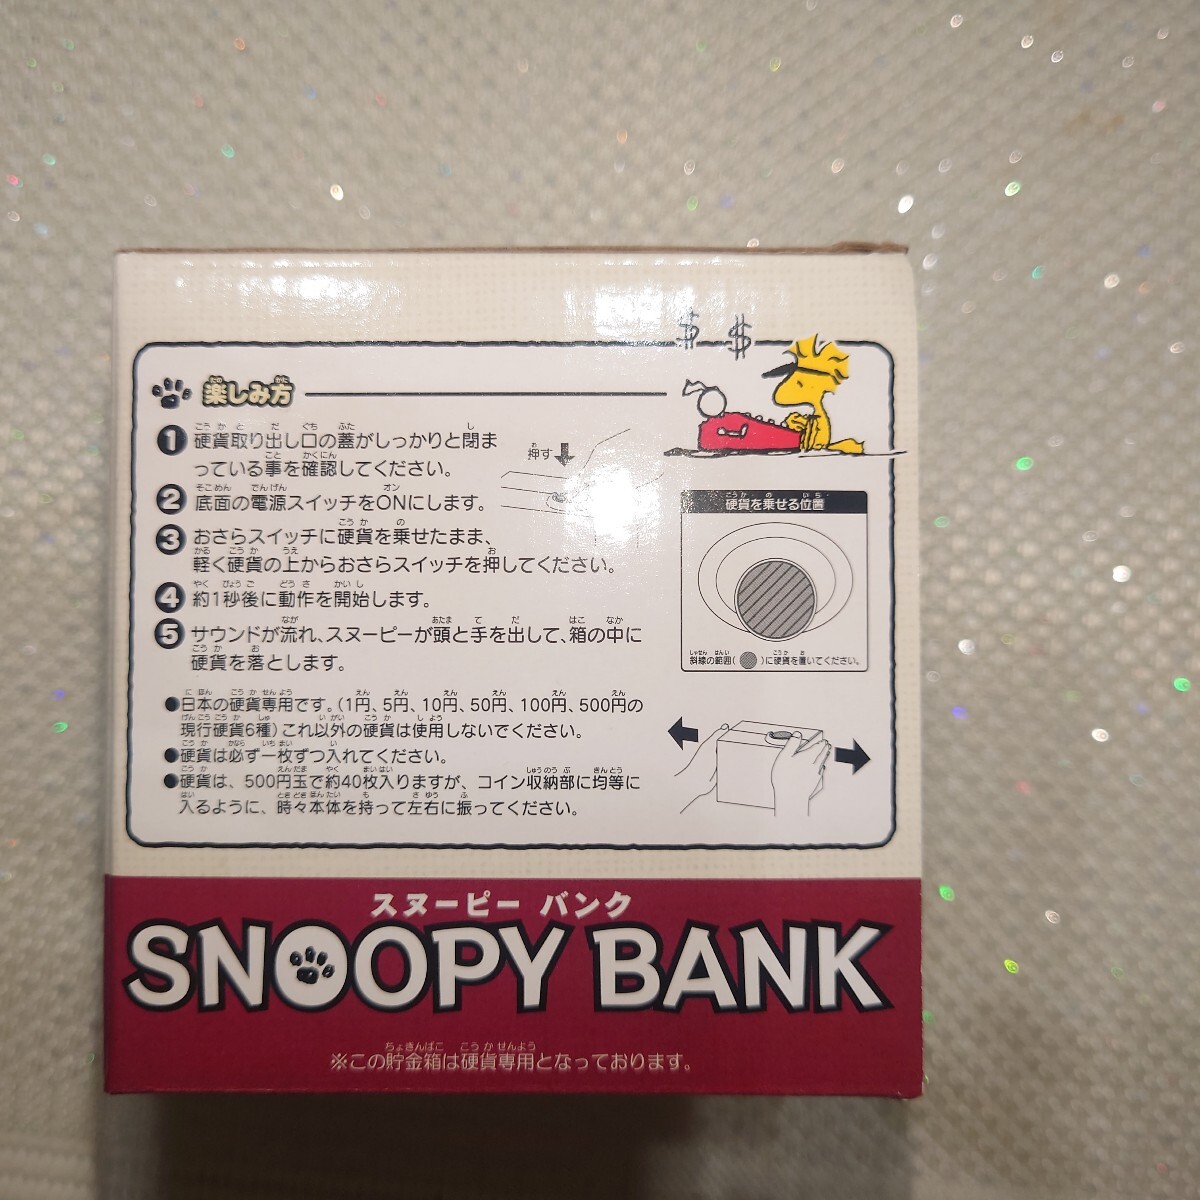 $ $
楽しみ方
❶ 硬貨取り出し口の蓋がしっかりと閉ま
っている事を確認してください。
❷ 底面の電源スイッチをONにします。
❸ おさらスイッチに硬貨を乗せたまま、
軽く硬貨の上からおさらスイッチを押してください。
❹ 約1秒後に動作を開始します。
❺ サウンドが流れ、スヌーピーが頭と手を出して、箱の中に
硬貨を落とします。
押す
硬貨を乗せる位置
斜線の範囲( )に硬貨を置いてください。
●日本の硬貨専用です。(1円、5円、10円、50円、100円、500円の
現行硬貨6種)これ以外の硬貨は使用しないでください。
●硬貨は必ず一枚ずつ入れてください。
●硬貨は、500円玉で約40枚入りますが、コイン収納部に均等に
入るように、時々本体を持って左右に振ってください。
スヌーピー バンク
SNOOPY BANK
※この貯金箱は硬貨専用となっております。